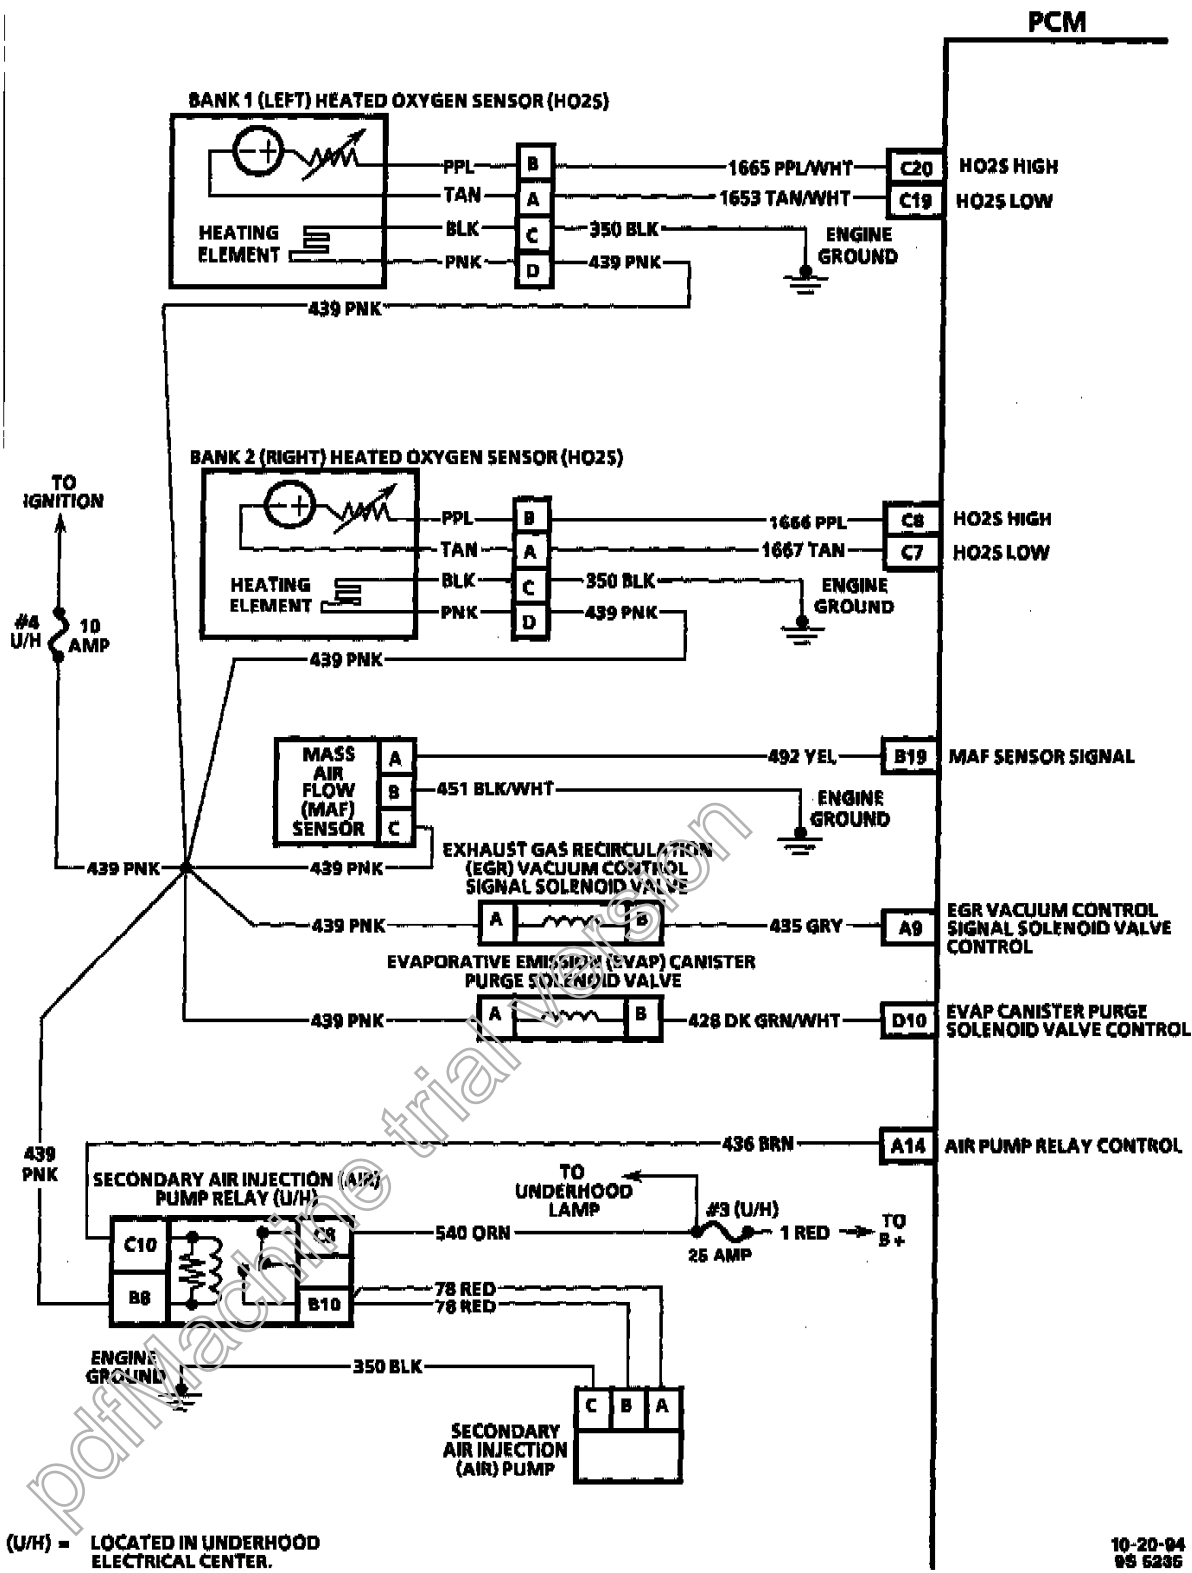 PCM
BANK 1 (LEFT) HEATED OXYGEN SENSOR (HO2S)
PPL
B
1665 PPL/WHT
C20
HO2S HIGH
TAN
A
1653 TAN/WHT
C19
HO2S LOW
HEATING
ELEMENT
BLK
C
350 BLK
ENGINE
GROUND
PNK
D
439 PNK
439 PNK
BANK 2 (RIGHT) HEATED OXYGEN SENSOR (HO2S)
TO
IGNITION
PPL
B
1666 PPL
C8
HO2S HIGH
TAN
A
1667 TAN
C7
HO2S LOW
HEATING
ELEMENT
BLK
C
350 BLK
ENGINE
GROUND
PNK
D
439 PNK
#4
U/H
10
AMP
439 PNK
MASS
AIR
FLOW
(MAF)
SENSOR
A
492 YEL
B19
MAF SENSOR SIGNAL
B
451 BLK/WHT
ENGINE
GROUND
C
439 PNK
439 PNK
EXHAUST GAS RECIRCULATION
(EGR) VACUUM CONTROL
SIGNAL SOLENOID VALVE
439 PNK
A
B
435 GRY
A9
EGR VACUUM CONTROL
SIGNAL SOLENOID VALVE
CONTROL
EVAPORATIVE EMISSION (EVAP) CANISTER
PURGE SOLENOID VALVE
439 PNK
A
B
428 DK GRN/WHT
D10
EVAP CANISTER PURGE
SOLENOID VALVE CONTROL
439
PNK
436 BRN
A14
AIR PUMP RELAY CONTROL
SECONDARY AIR INJECTION (AIR)
PUMP RELAY (U/H)
TO
UNDERHOOD
LAMP
#3 (U/H)
25 AMP
1 RED
TO
B+
C10
C8
540 ORN
B8
B10
78 RED
78 RED
ENGINE
GROUND
350 BLK
C
B
A
SECONDARY
AIR INJECTION
(AIR) PUMP
(U/H) = LOCATED IN UNDERHOOD
ELECTRICAL CENTER.
10-20-94
9S 5235
pdfMachine trial version